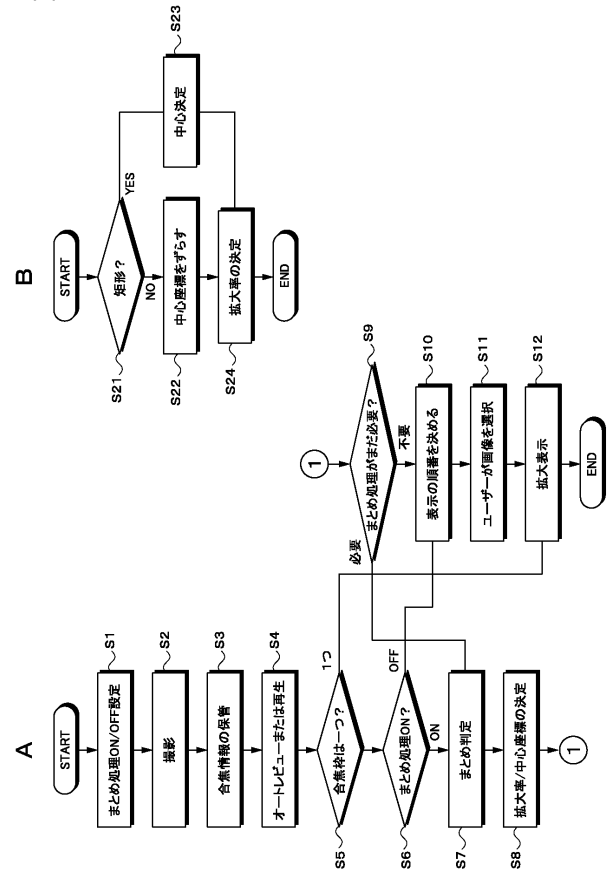 A
START
まとめ処理ON/OFF設定
S1
撮影
S2
合焦情報の保管
S3
オートレビューまたは再生
S4
合焦枠は一つ？
S5
1つ
まとめ処理ON？
S6
OFF
ON
まとめ判定
S7
拡大率/中心座標の決定
S8
1
1
まとめ処理がまだ必要？
S9
必要
不要
表示の順番を決める
S10
ユーザーが画像を選択
S11
拡大表示
S12
END
B
START
矩形？
S21
YES
NO
中心座標をずらす
S22
中心決定
S23
拡大率の決定
S24
END